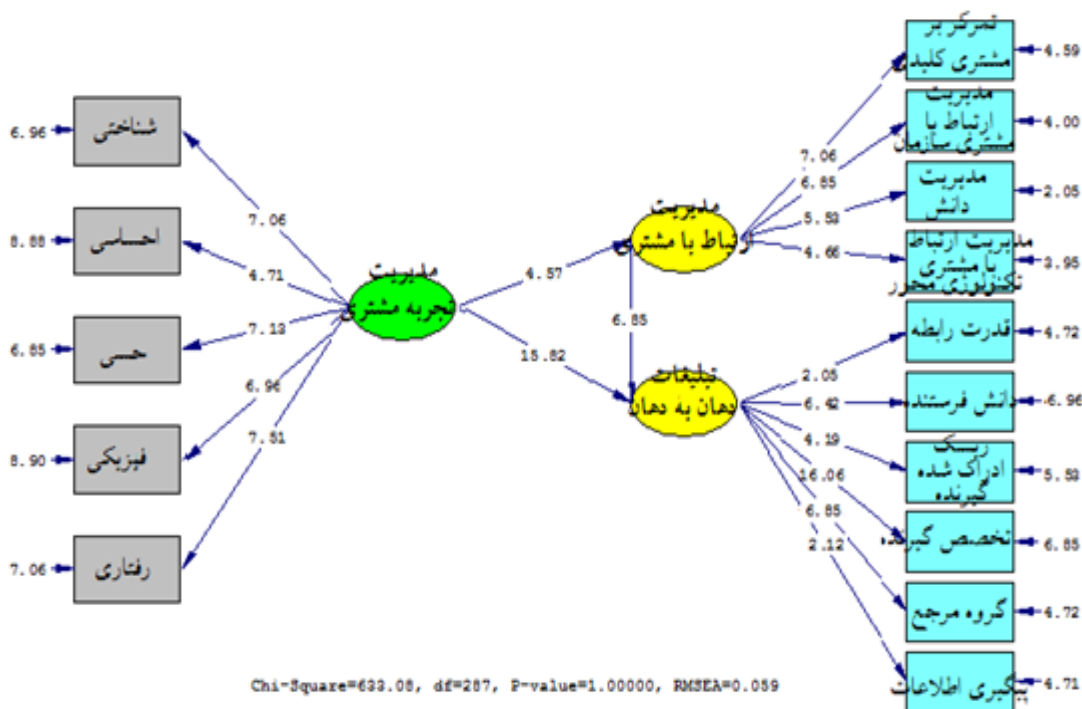 تمرکز بر
مشتری کلیدی
4.59
مدیریت
ارتباط با
مشتری سازمان
4.00
مدیریت
دانش
2.05
مدیریت ارتباط
با مشتری
تکنولوژی محور
3.95
قدرت رابطه
4.72
دانش فرستنده
6.96
ریسک
ادراک شده
گیرنده
5.53
تخصص گیرنده
6.85
گروه مرجع
4.72
پیگیری اطلاعات
4.71
7.06
6.85
5.53
4.66
مدیریت
ارتباط با مشتری
2.05
6.42
4.19
16.06
6.85
2.12
تبلیغات
دهان به دهان
6.85
4.57
15.82
مدیریت
تجربه مشتری
7.06
4.71
7.13
6.96
7.51
شناختی
6.96
احساسی
8.88
حسی
6.85
فیزیکی
8.90
رفتاری
7.06
Chi-Square=633.08, df=287, P-value=1.00000, RMSEA=0.059